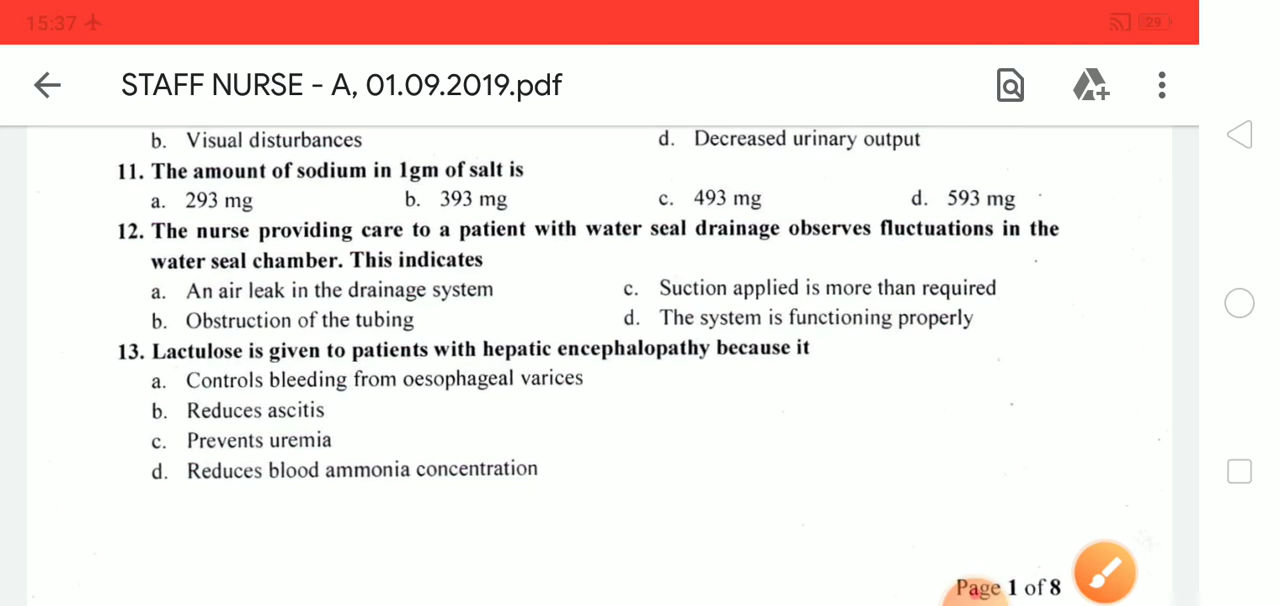 15:37
29
STAFF NURSE - A, 01.09.2019.pdf
b. Visual disturbances d. Decreased urinary output
11. The amount of sodium in 1gm of salt is
a. 293 mg b. 393 mg c. 493 mg d. 593 mg
12. The nurse providing care to a patient with water seal drainage observes fluctuations in the
water seal chamber. This indicates
a. An air leak in the drainage system c. Suction applied is more than required
b. Obstruction of the tubing d. The system is functioning properly
13. Lactulose is given to patients with hepatic encephalopathy because it
a. Controls bleeding from oesophageal varices
b. Reduces ascitis
c. Prevents uremia
d. Reduces blood ammonia concentration
Page 1 of 8